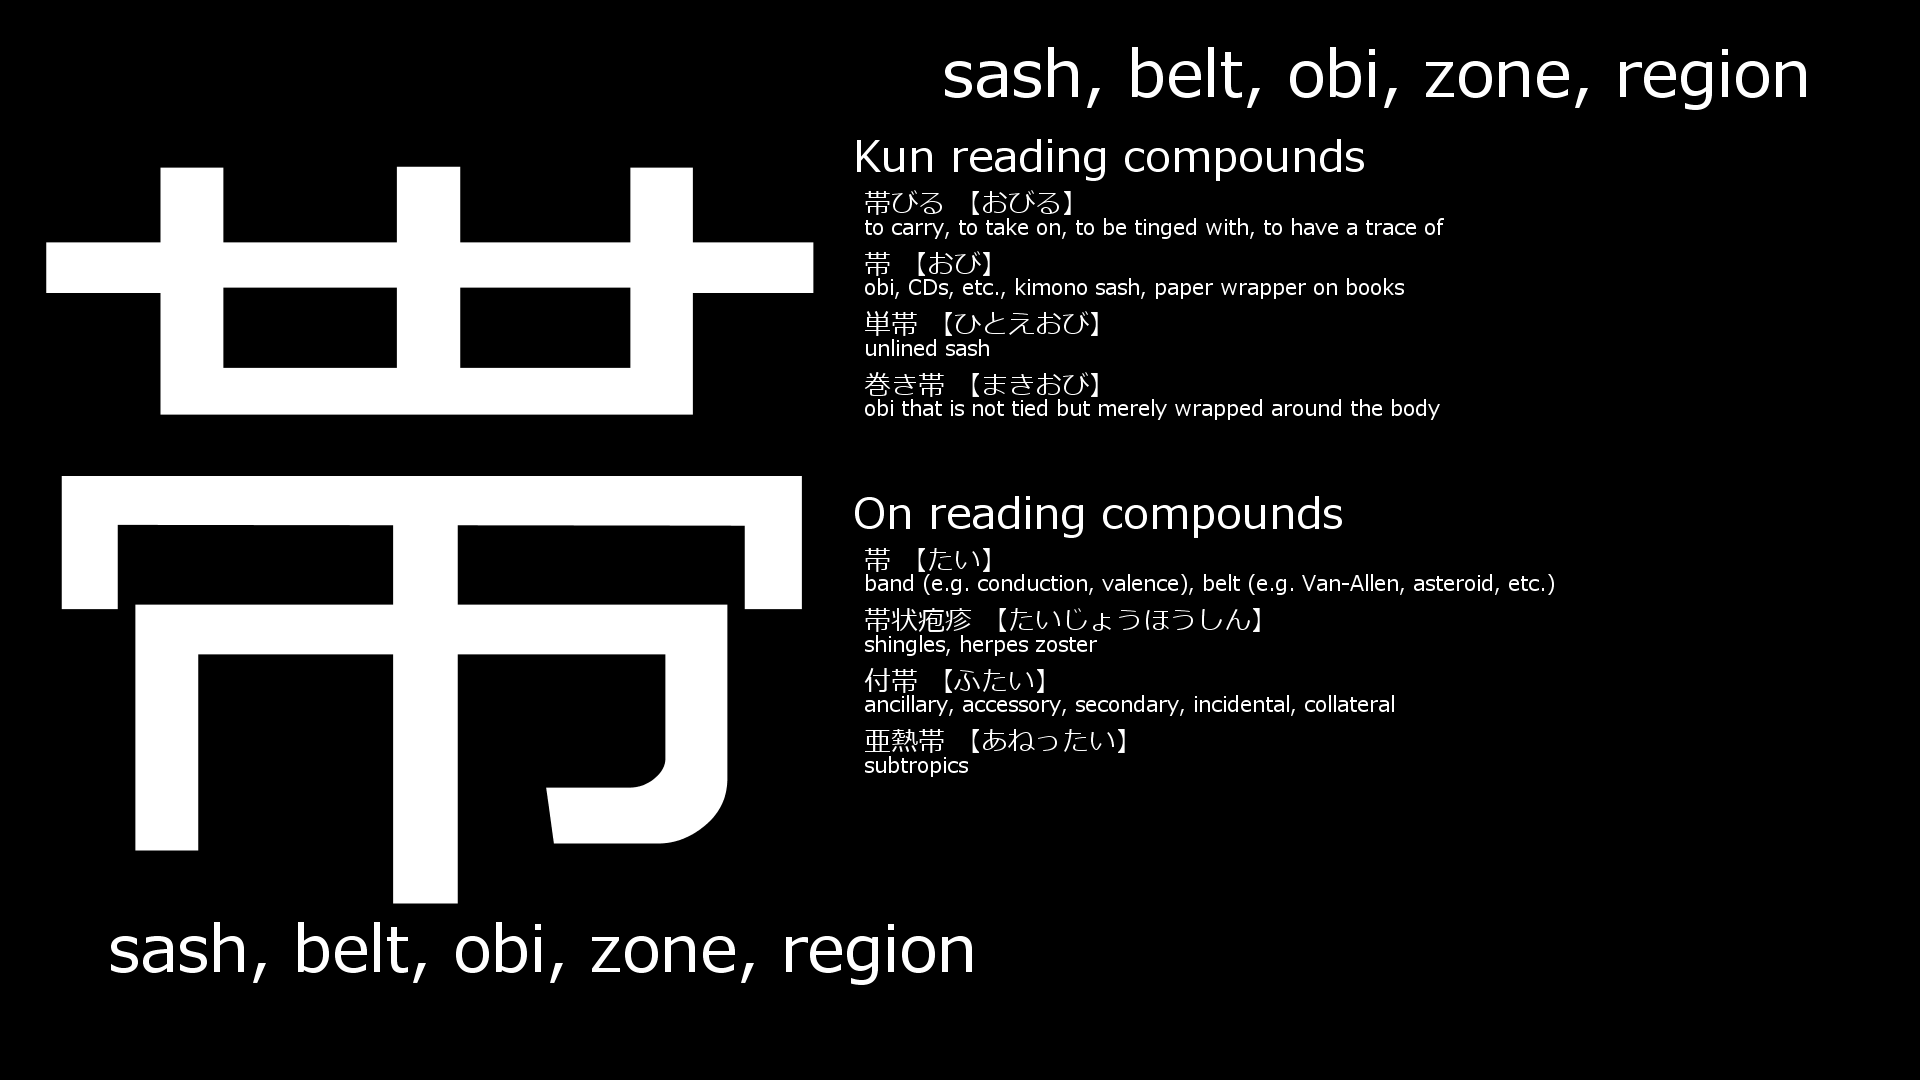 帯
sash, belt, obi, zone, region
sash, belt, obi, zone, region
Kun reading compounds
帯びる 【おびる】
to carry, to take on, to be tinged with, to have a trace of
帯 【おび】
obi, CDs, etc., kimono sash, paper wrapper on books
単帯 【ひとえおび】
unlined sash
巻き帯 【まきおび】
obi that is not tied but merely wrapped around the body
On reading compounds
帯 【たい】
band (e.g. conduction, valence), belt (e.g. Van-Allen, asteroid, etc.)
帯状疱疹 【たいじょうほうしん】
shingles, herpes zoster
付帯 【ふたい】
ancillary, accessory, secondary, incidental, collateral
亜熱帯 【あねったい】
subtropics